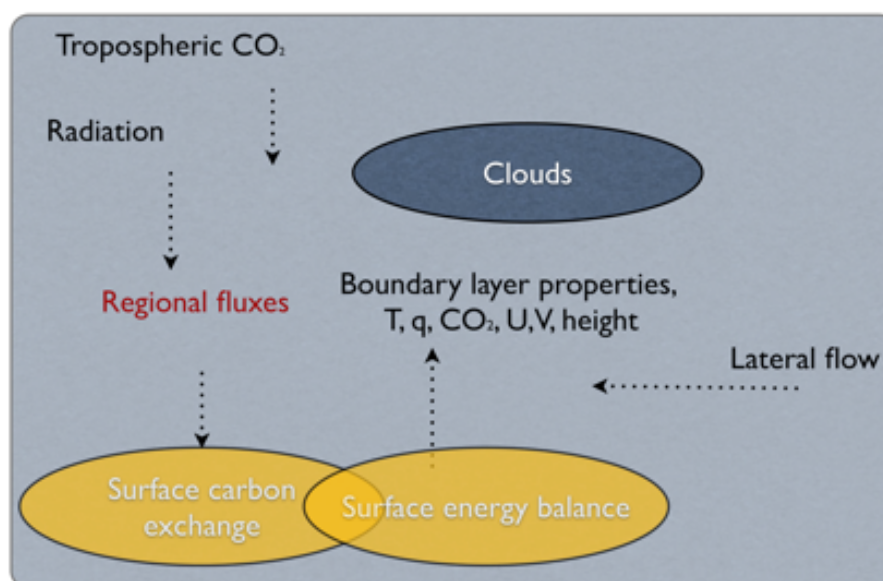 Tropospheric CO₂
Radiation
Clouds
Regional fluxes
Boundary layer properties,
T, q, CO₂, U,V, height
Lateral flow
Surface carbon
exchange
Surface energy balance